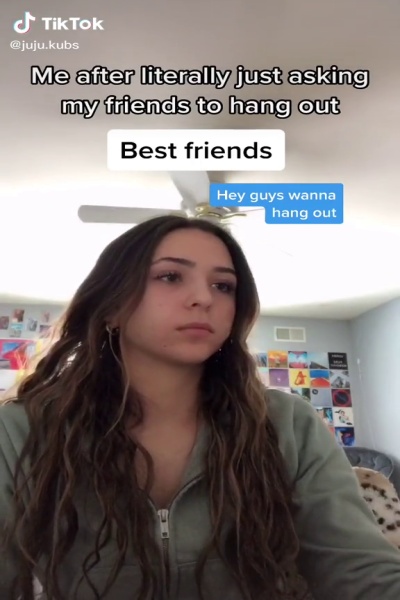 TikTok
@juju.kubs
Me after literally just asking
my friends to hang out
Best friends
Hey guys wanna
hang out